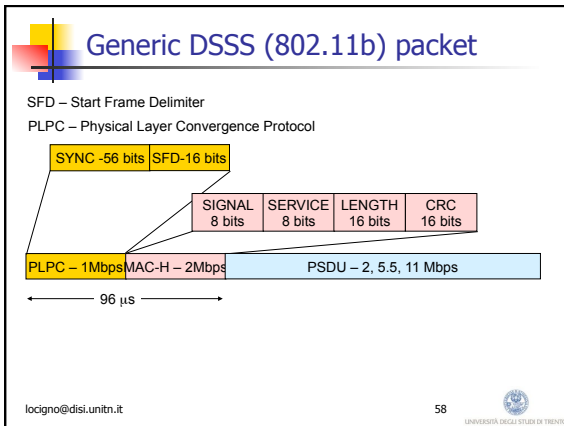 Generic DSSS (802.11b) packet
SFD – Start Frame Delimiter
PLPC – Physical Layer Convergence Protocol
SYNC -56 bits SFD-16 bits
SIGNAL SERVICE LENGTH CRC
8 bits 8 bits 16 bits 16 bits
PLPC – 1Mbps MAC-H – 2Mbps PSDU – 2, 5.5, 11 Mbps
96 μs
locigno@disi.unitn.it 58
UNIVERSITÀ DEGLI STUDI DI TRENTO